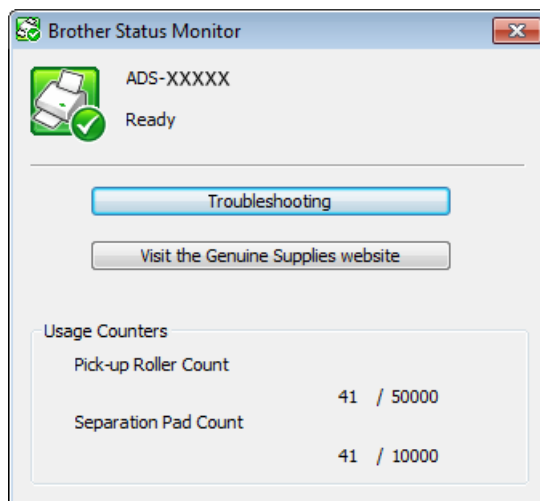 Brother Status Monitor
ADS-XXXXX
Ready
Troubleshooting
Visit the Genuine Supplies website
Usage Counters
Pick-up Roller Count
41 / 50000
Separation Pad Count
41 / 10000